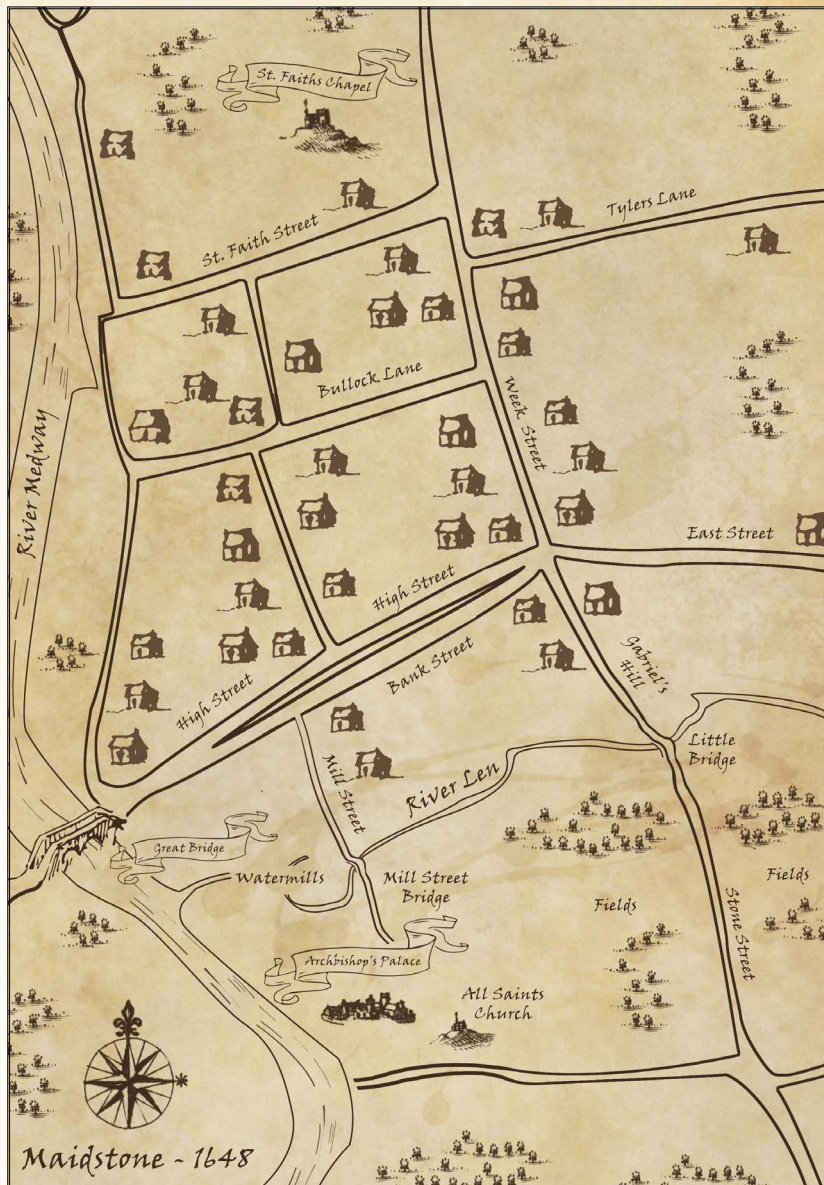 St. Faiths Chapel
Tylers Lane
St. Faith Street
Bullock Lane
Week Street
River Medway
East Street
High Street
Gabriel's
Hill
Bank Street
High Street
Little
Bridge
Mill Street
River Len
Great Bridge
Watermills
Mill Street
Bridge
Fields
Fields
Stone Street
Archbishop's Palace
All Saints
Church
Maidstone - 1648